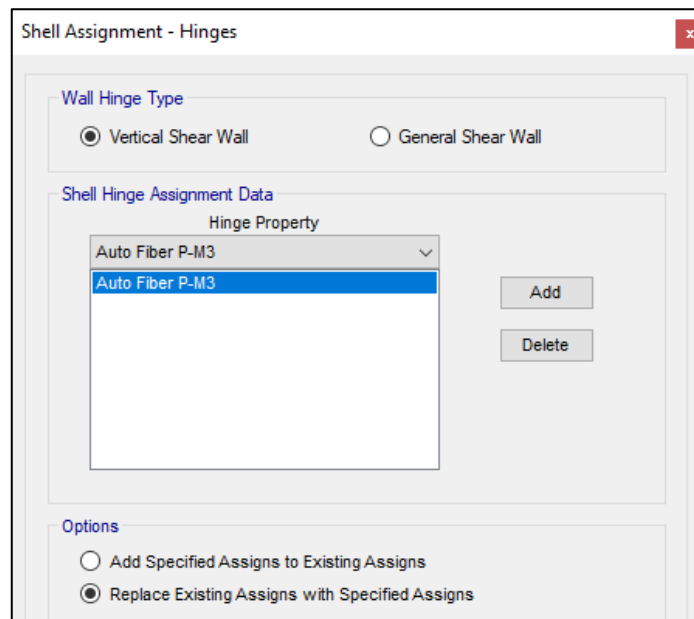 Shell Assignment - Hinges
x
Wall Hinge Type
Vertical Shear Wall
General Shear Wall
Shell Hinge Assignment Data
Hinge Property
Auto Fiber P-M3
Auto Fiber P-M3
Add
Delete
Options
Add Specified Assigns to Existing Assigns
Replace Existing Assigns with Specified Assigns